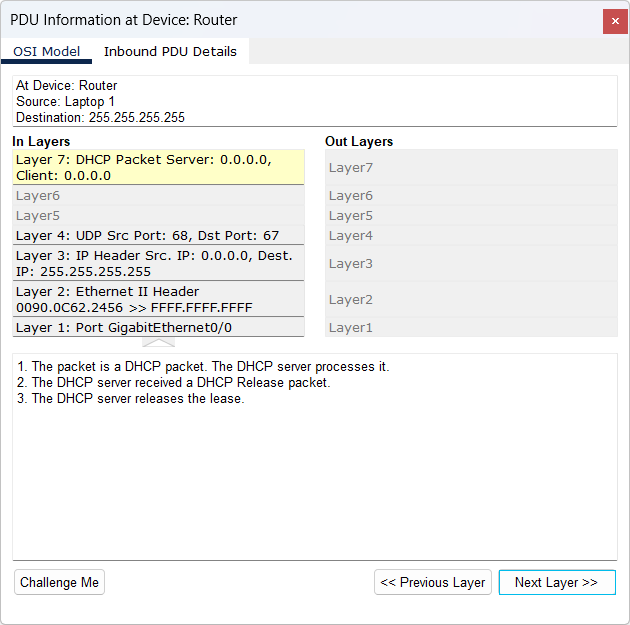 PDU Information at Device: Router
×
OSI Model
Inbound PDU Details
At Device: Router
Source: Laptop 1
Destination: 255.255.255.255
In Layers
Layer 7: DHCP Packet Server: 0.0.0.0,
Client: 0.0.0.0
Layer6
Layer5
Layer 4: UDP Src Port: 68, Dst Port: 67
Layer 3: IP Header Src. IP: 0.0.0.0, Dest.
IP: 255.255.255.255
Layer 2: Ethernet II Header
0090.0C62.2456 >> FFFF.FFFF.FFFF
Layer 1: Port GigabitEthernet0/0
Out Layers
Layer7
Layer6
Layer5
Layer4
Layer3
Layer2
Layer1
1. The packet is a DHCP packet. The DHCP server processes it.
2. The DHCP server received a DHCP Release packet.
3. The DHCP server releases the lease.
Challenge Me
<< Previous Layer
Next Layer >>